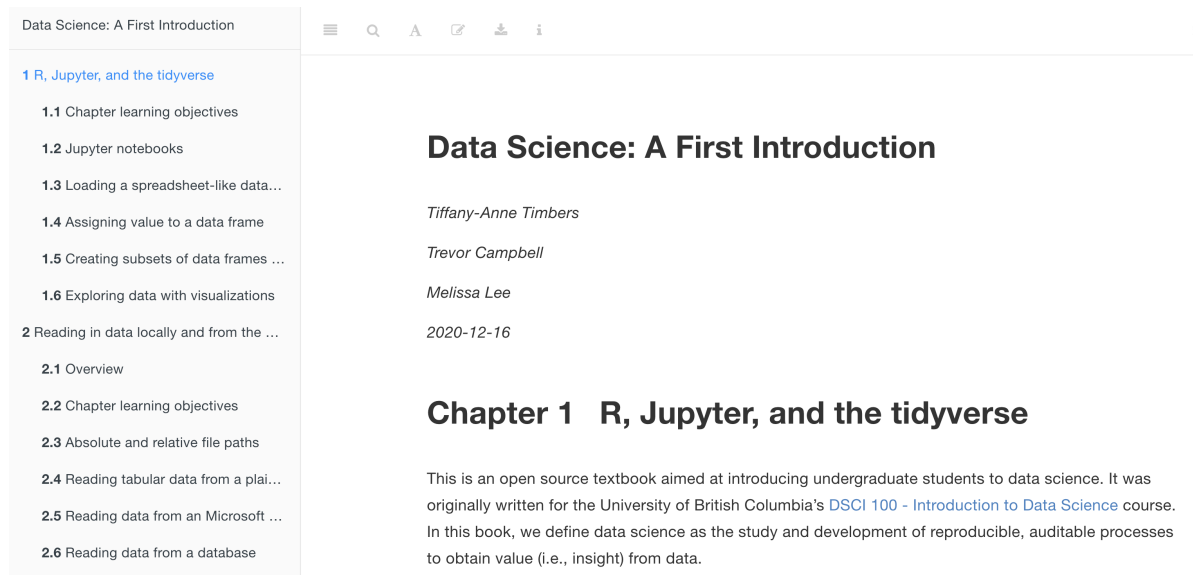 Data Science: A First Introduction
1 R, Jupyter, and the tidyverse
1.1 Chapter learning objectives
1.2 Jupyter notebooks
1.3 Loading a spreadsheet-like data…
1.4 Assigning value to a data frame
1.5 Creating subsets of data frames …
1.6 Exploring data with visualizations
2 Reading in data locally and from the …
2.1 Overview
2.2 Chapter learning objectives
2.3 Absolute and relative file paths
2.4 Reading tabular data from a plai…
2.5 Reading data from an Microsoft …
2.6 Reading data from a database
A i
Data Science: A First Introduction
Tiffany-Anne Timbers
Trevor Campbell
Melissa Lee
2020-12-16
Chapter 1 R, Jupyter, and the tidyverse
This is an open source textbook aimed at introducing undergraduate students to data science. It was
originally written for the University of British Columbia's DSCI 100 - Introduction to Data Science course.
In this book, we define data science as the study and development of reproducible, auditable processes
to obtain value (i.e., insight) from data.